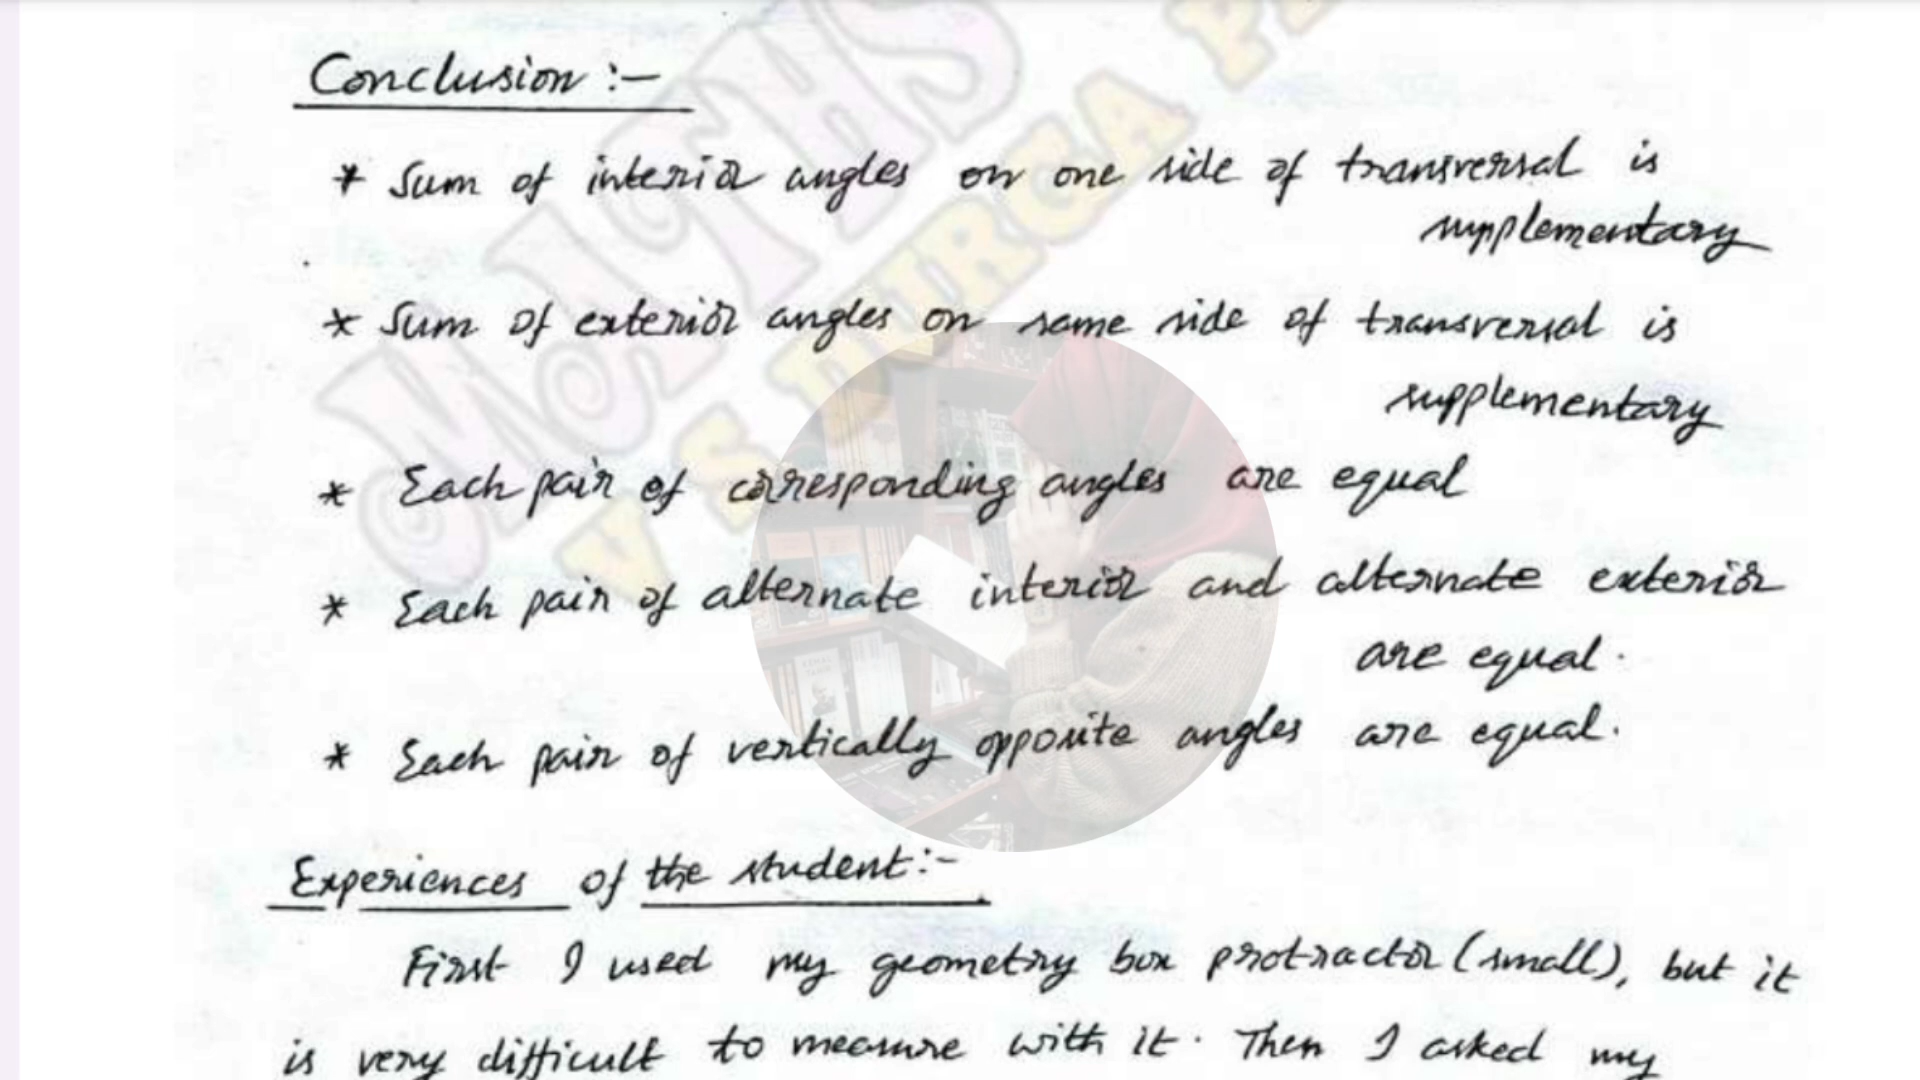 Conclusion :-
* Sum of interior angles on one side of transversal is
supplementary
* Sum of exterior angles on same side of transversal is
supplementary
* Each pair of corresponding angles are equal
* Each pair of alternate interior and alternate exterior
are equal.
* Each pair of vertically opposite angles are equal.
Experiences of the student:-
First I used my geometry box protractor (small), but it
is very difficult to measure with it. Then I asked my
MATHS
V S DURGA